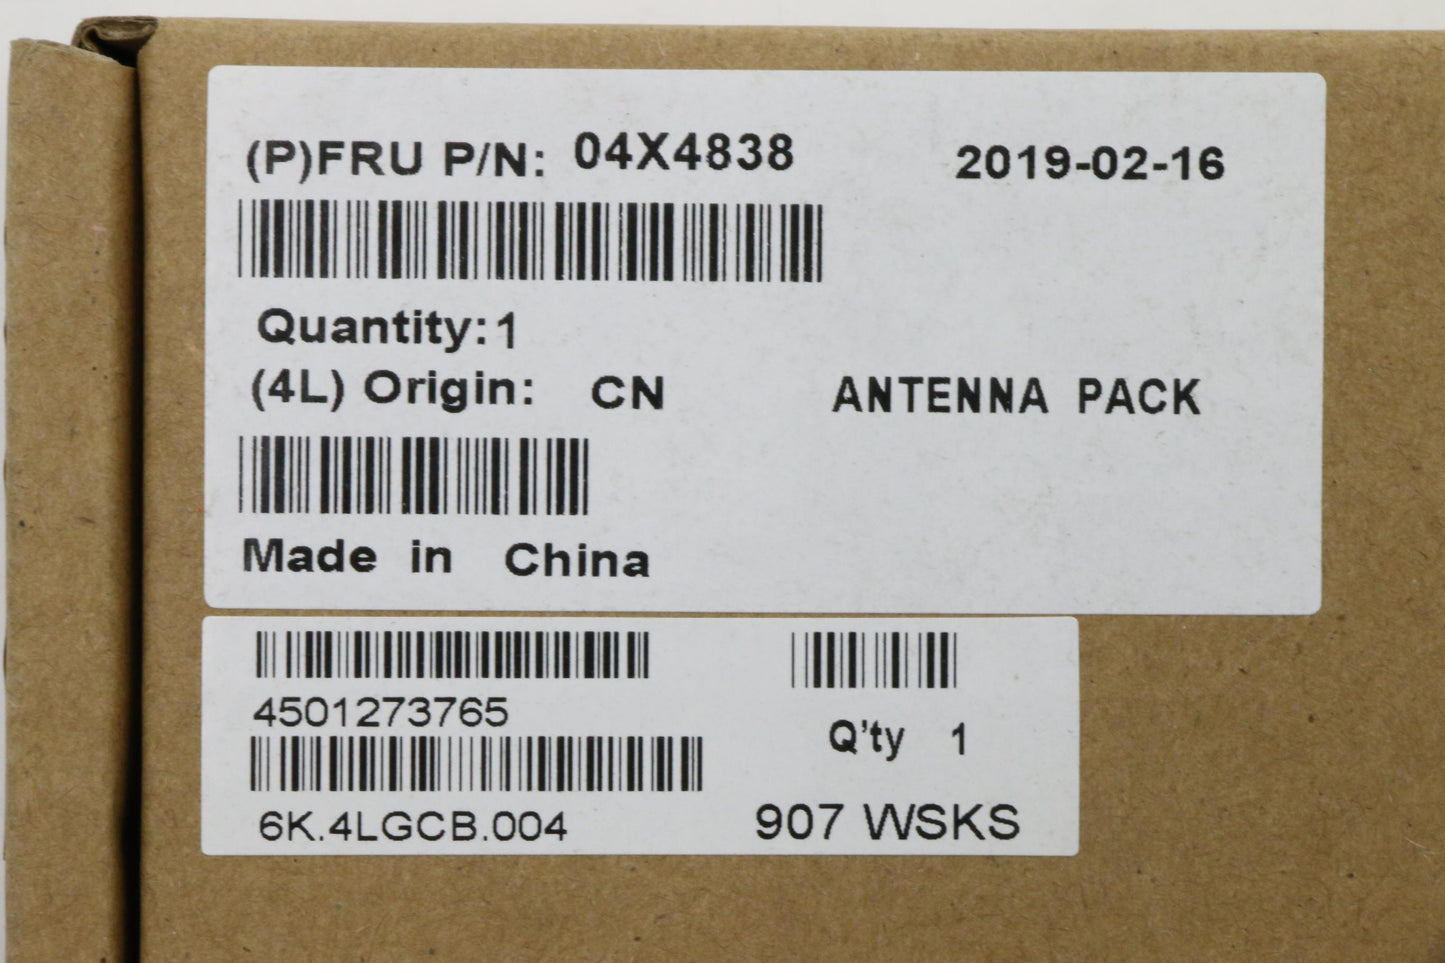 (P)FRU P/N: 04X4838 2019-02-16
Quantity:1
(4L) Origin: CN ANTENNA PACK
Made in China
4501273765
Q'ty 1
6K.4LGCB.004 907 WSKS